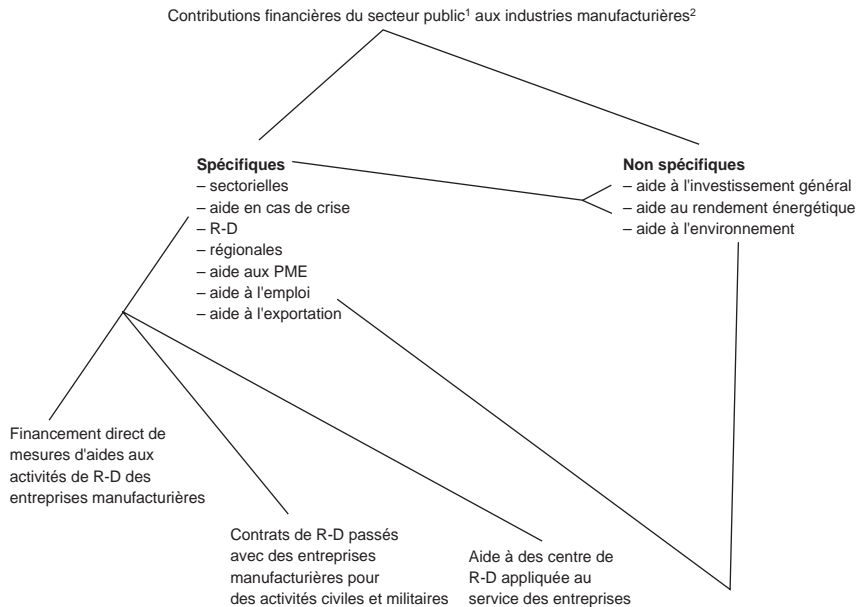 Contributions financières du secteur public¹ aux industries manufacturières²
Spécifiques
– sectorielles
– aide en cas de crise
– R-D
– régionales
– aide aux PME
– aide à l'emploi
– aide à l'exportation
Non spécifiques
– aide à l'investissement général
– aide au rendement énergétique
– aide à l'environnement
Financement direct de
mesures d'aides aux
activités de R-D des
entreprises manufacturières
Contrats de R-D passés
avec des entreprises
manufacturières pour
des activités civiles et militaires
Aide à des centre de
R-D appliquée au
service des entreprises